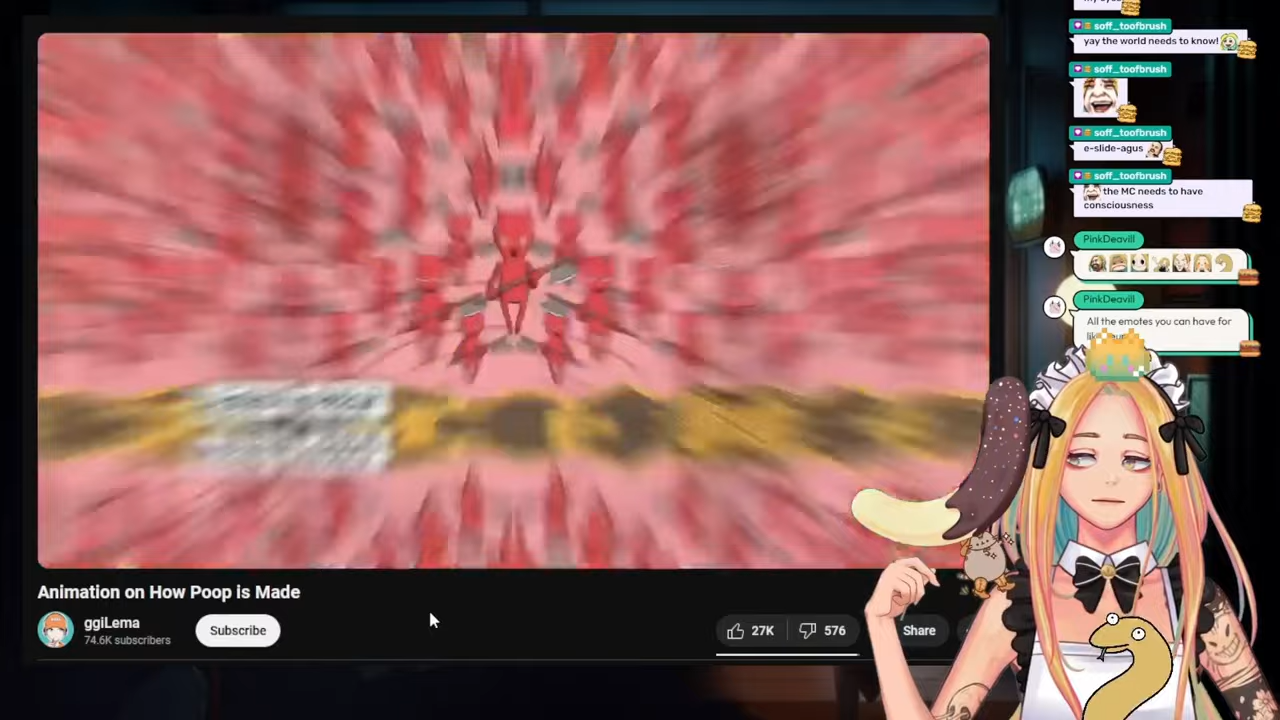 soff_toofbrush
yay the world needs to know!
soff_toofbrush
soff_toofbrush
e-slide-agus
soff_toofbrush
the MC needs to have
consciousness
PinkDeavill
PinkDeavill
All the emotes you can have for
Animation on How Poop is Made
ggiLema
74.6K subscribers
Subscribe
27K
576
Share